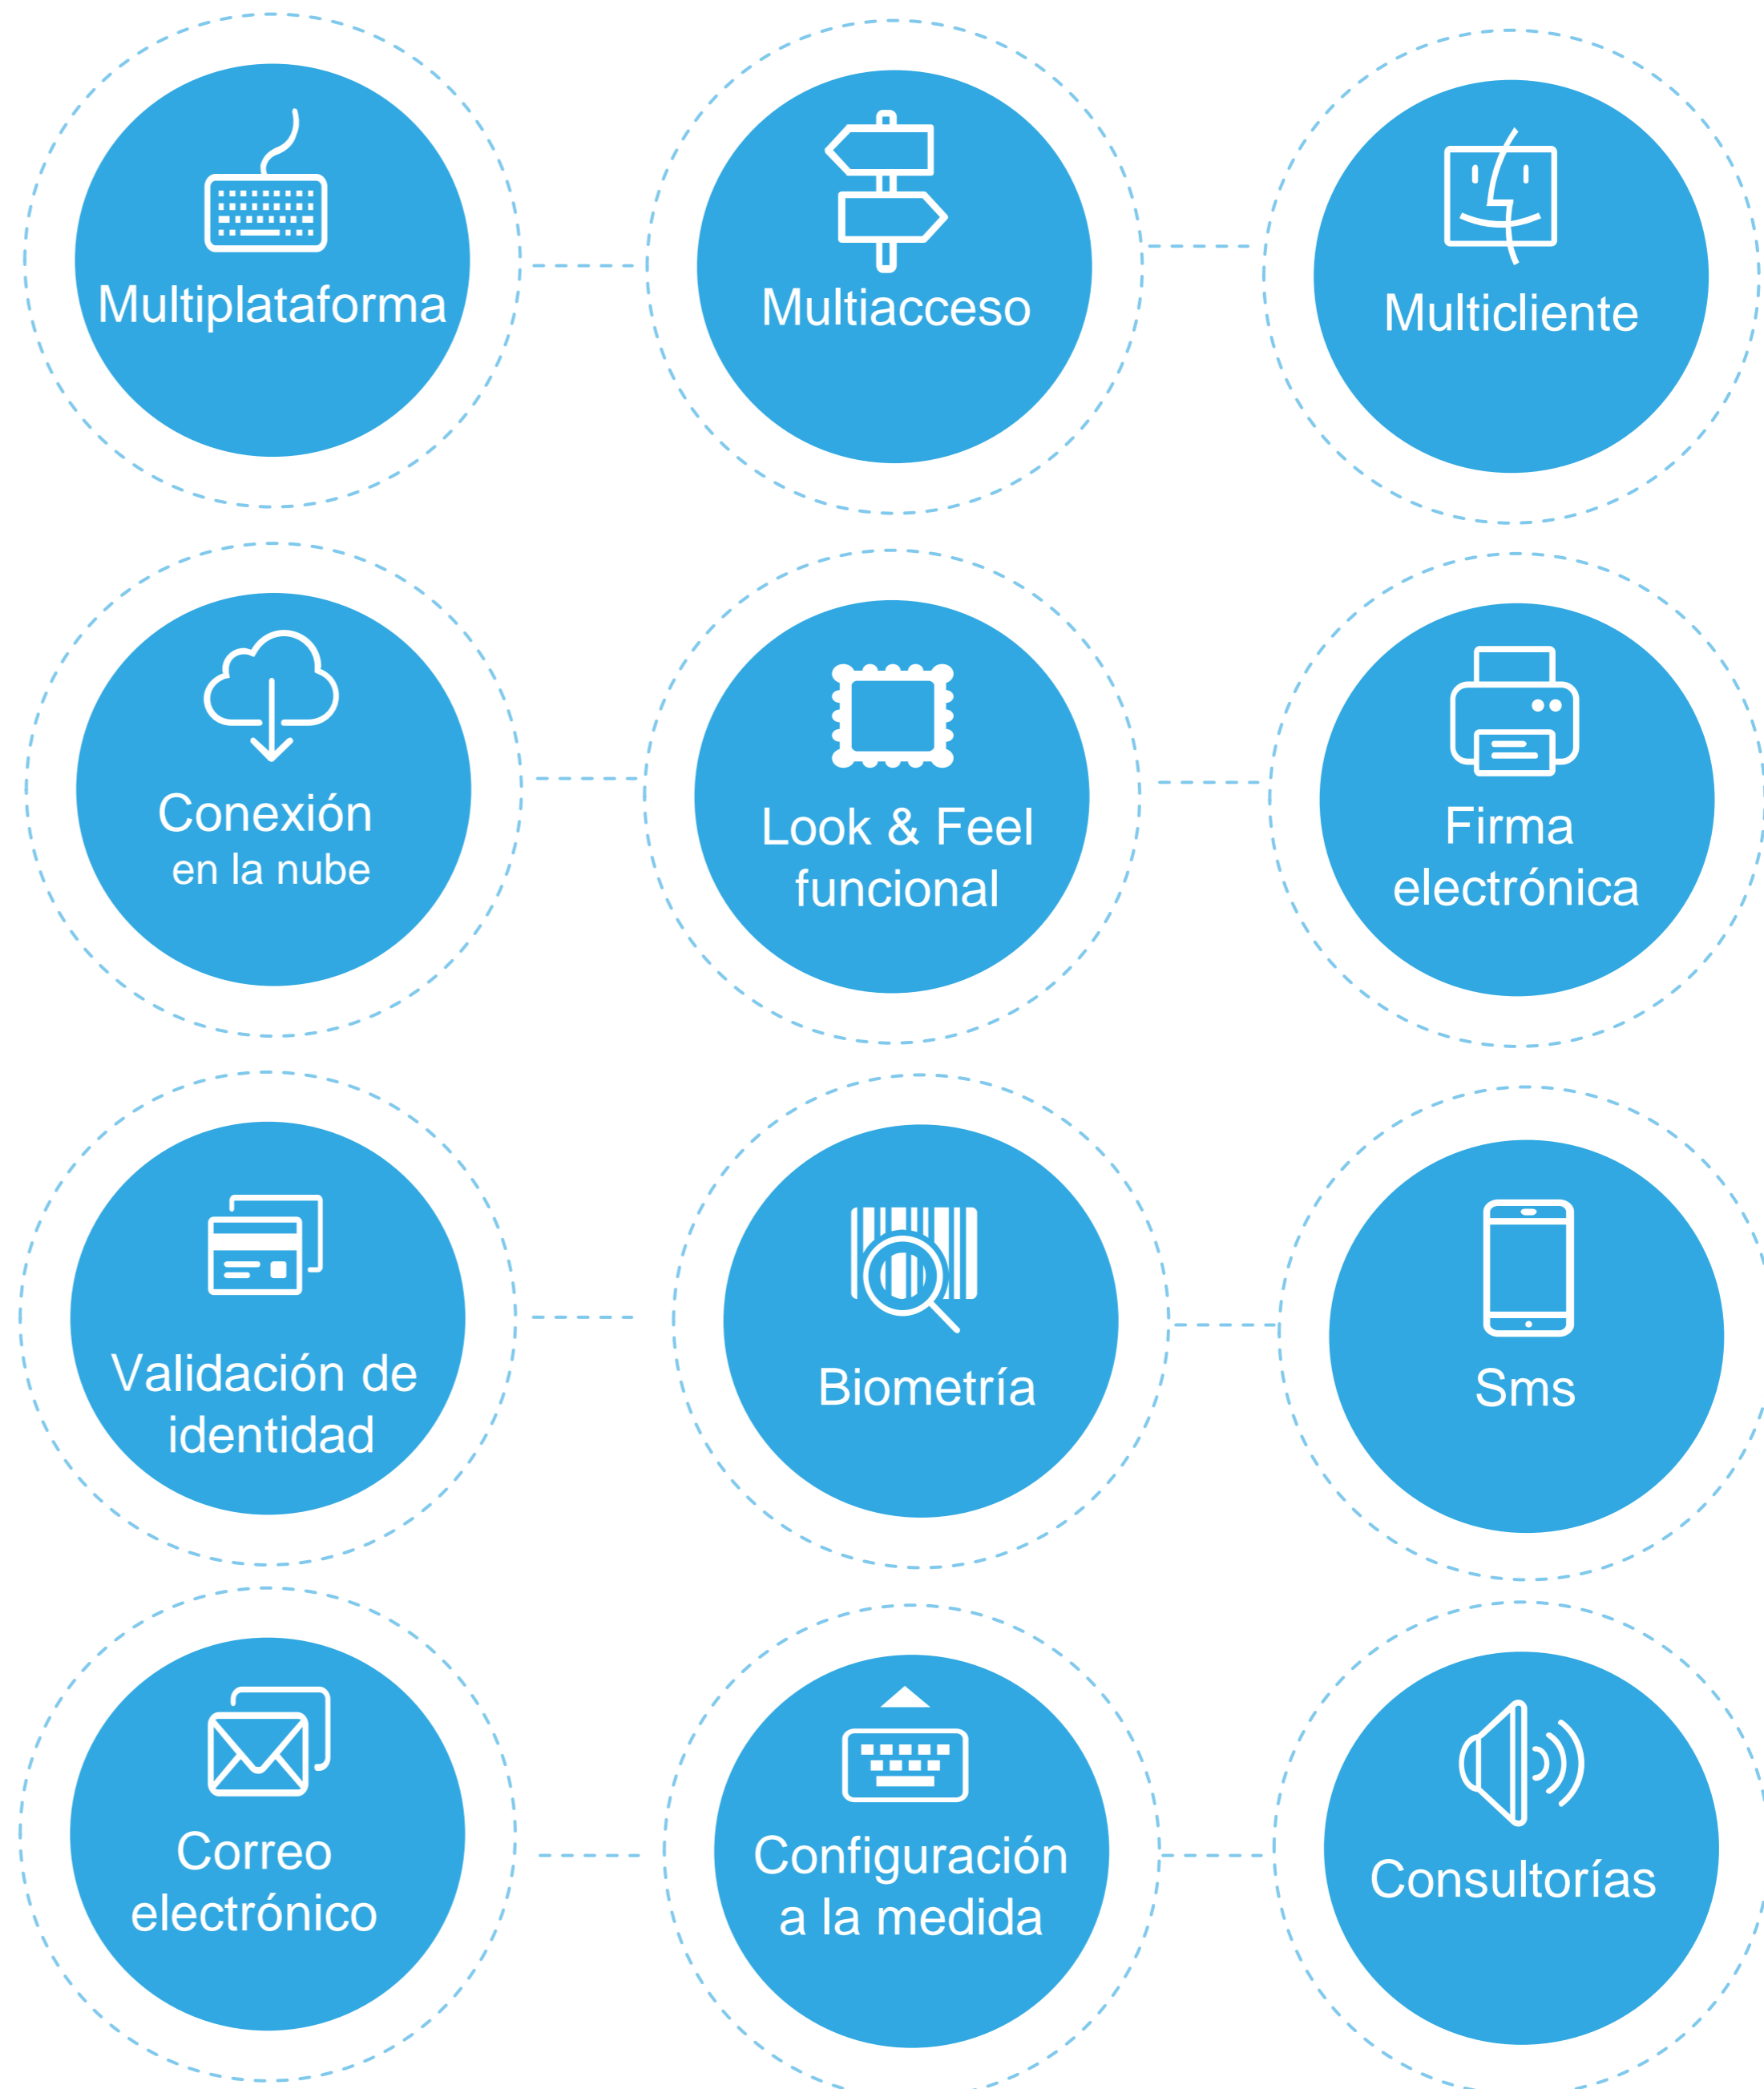 Multiplataforma
Multiacceso
Multicliente
Conexión
en la nube
Look & Feel
funcional
Firma
electrónica
Validación de
identidad
Biometría
Sms
Correo
electrónico
Configuración
a la medida
Consultorías